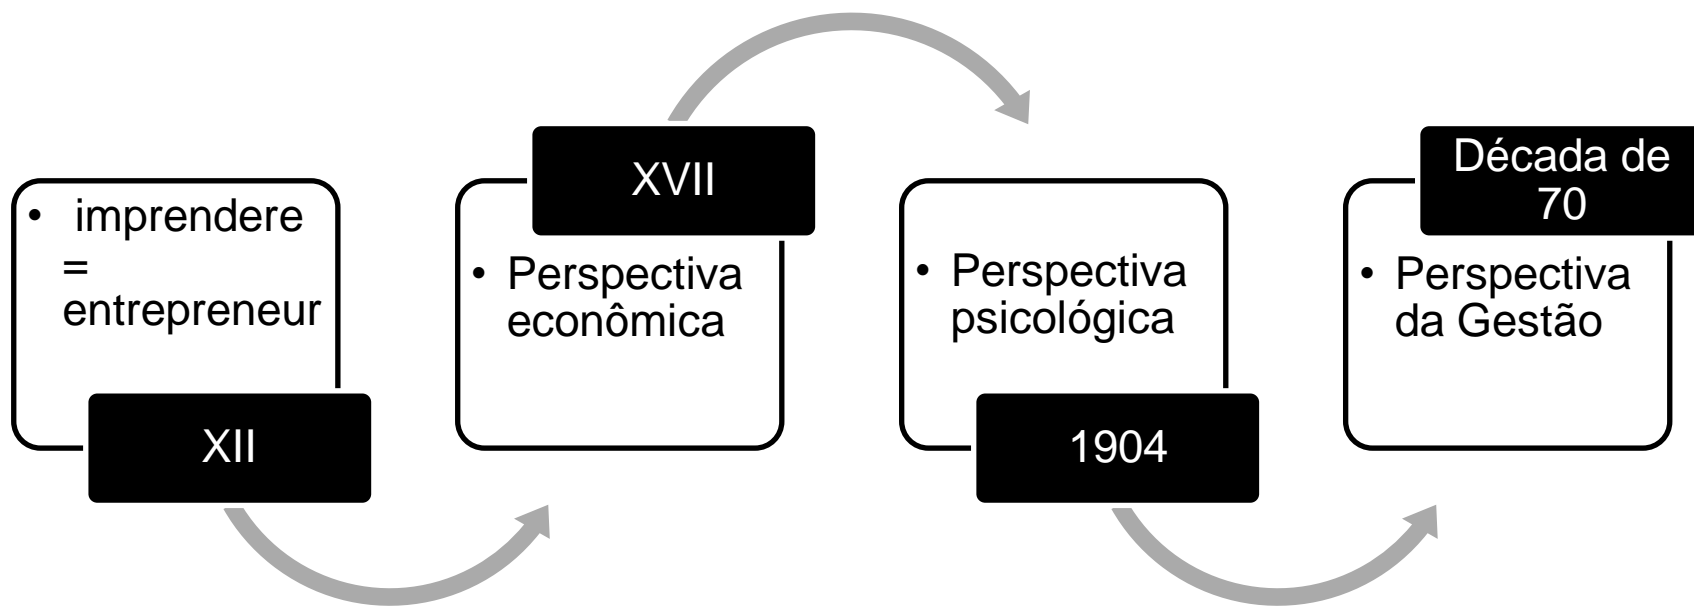 • imprendere
=
entrepreneur
XII
XVII
• Perspectiva
econômica
• Perspectiva
psicológica
1904
Década de
70
• Perspectiva
da Gestão